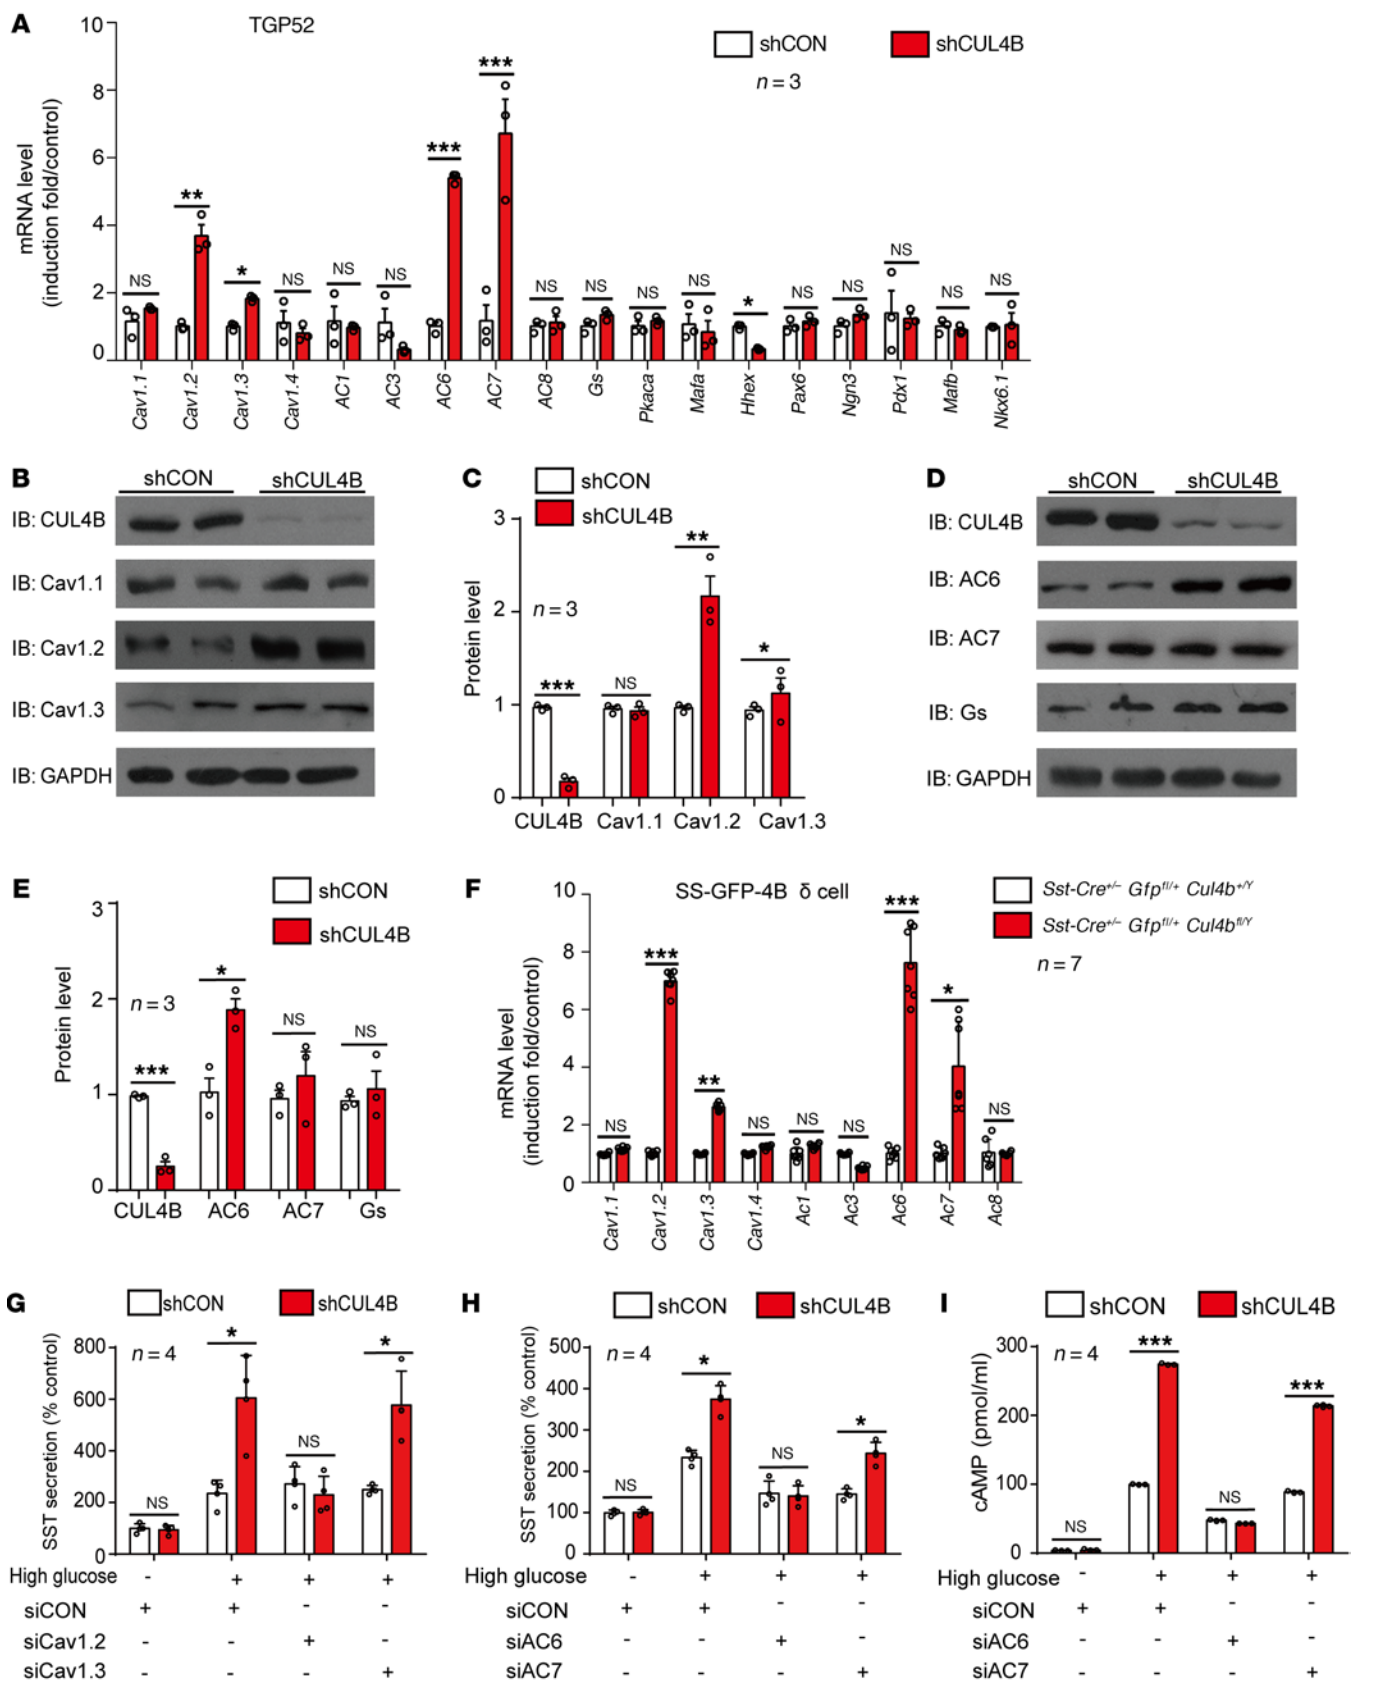 A
TGP52
shCON
shCUL4B
n = 3
mRNA level
(induction fold/control)
10
8
6
4
2
0
NS
**
*
NS
NS
NS
***
***
NS
NS
NS
NS
*
NS
NS
NS
NS
NS
Cav1.1
Cav1.2
Cav1.3
Cav1.4
AC1
AC3
AC6
AC7
AC8
Gs
Pkaca
Mafa
Hhex
Pax6
Ngn3
Pdx1
Mafb
Nkx6.1
B
shCON shCUL4B
IB: CUL4B
IB: Cav1.1
IB: Cav1.2
IB: Cav1.3
IB: GAPDH
C
shCON
shCUL4B
Protein level
n = 3
3
2
1
0
***
NS
**
*
CUL4B Cav1.1 Cav1.2 Cav1.3
D
shCON shCUL4B
IB: CUL4B
IB: AC6
IB: AC7
IB: Gs
IB: GAPDH
E
shCON
shCUL4B
Protein level
n = 3
3
2
1
0
***
*
NS
NS
CUL4B AC6 AC7 Gs
F
SS-GFP-4B δ cell
Sst-Cre+/– Gfpfl/+ Cul4b+/Y
Sst-Cre+/– Gfpfl/+ Cul4bfl/Y
n = 7
mRNA level
(induction fold/control)
10
8
6
4
2
0
NS
***
**
NS
NS
NS
***
*
NS
Cav1.1
Cav1.2
Cav1.3
Cav1.4
Ac1
Ac3
Ac6
Ac7
Ac8
G
shCON shCUL4B
SST secretion (% control)
n = 4
800
600
400
200
0
NS
*
NS
*
High glucose - + + +
siCON + + - -
siCav1.2 - - + -
siCav1.3 - - - +
H
shCON shCUL4B
SST secretion (% control)
n = 4
500
400
300
200
100
0
NS
*
NS
*
High glucose - + + +
siCON + + - -
siAC6 - - + -
siAC7 - - - +
I
shCON shCUL4B
cAMP (pmol/ml)
n = 4
300
200
100
0
NS
***
NS
***
High glucose - + + +
siCON + + - -
siAC6 - - + -
siAC7 - - - +